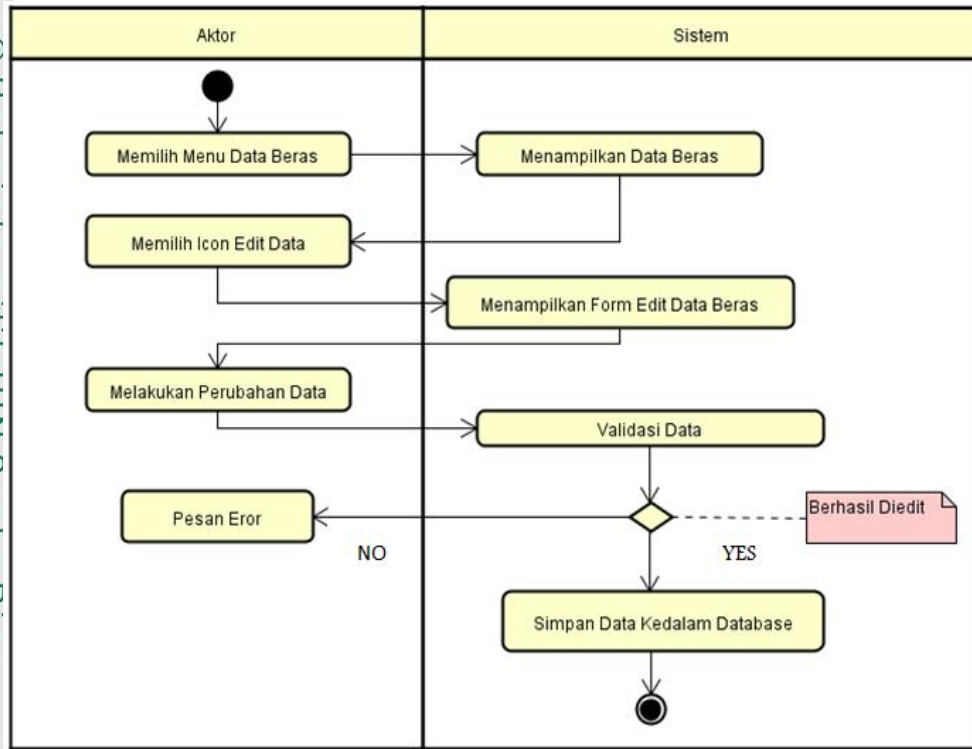 Aktor
Sistem
Memilih Menu Data Beras
Menampilkan Data Beras
Memilih Icon Edit Data
Menampilkan Form Edit Data Beras
Melakukan Perubahan Data
Validasi Data
Pesan Eror
Berhasil Diedit
NO
YES
Simpan Data Kedalam Database